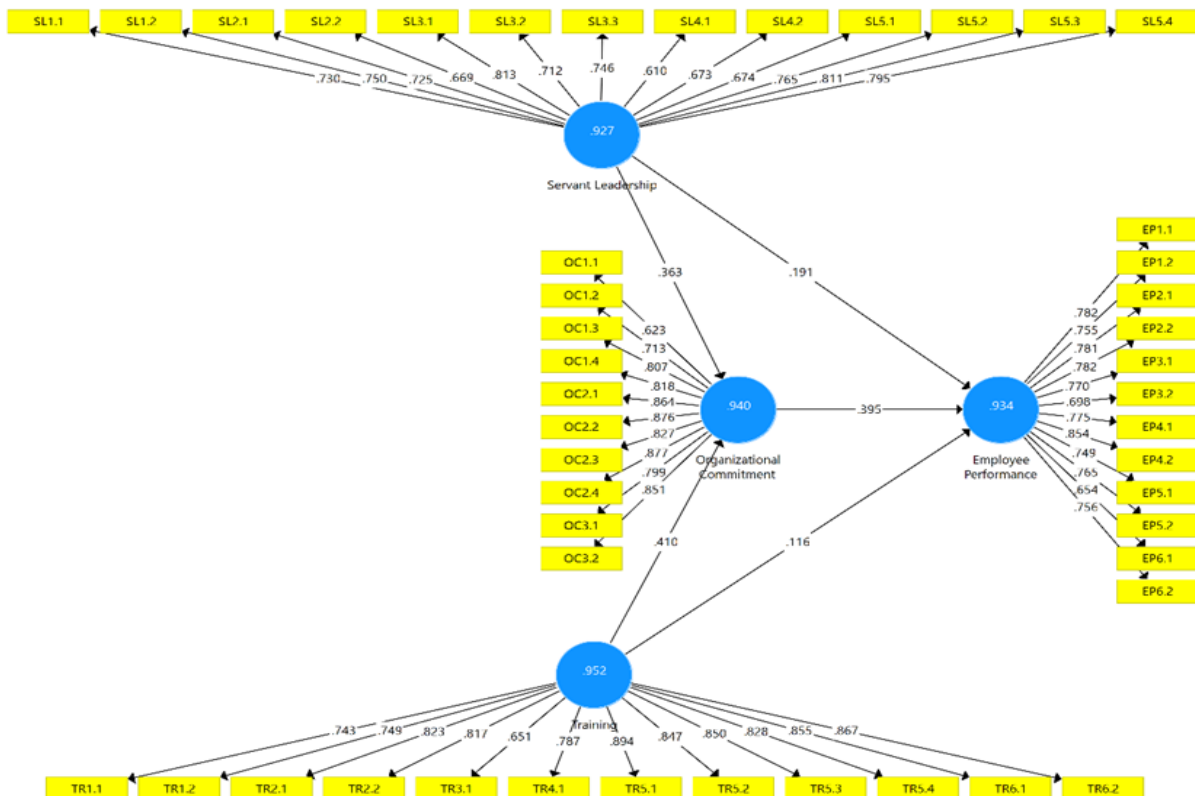 SL1.1 SL1.2 SL2.1 SL2.2 SL3.1 SL3.2 SL3.3 SL4.1 SL4.2 SL5.1 SL5.2 SL5.3 SL5.4
.730 .750 .725 .669 .813 .712 .746 .610 .673 .674 .765 .811 .795
.927
Servant Leadership
.363
.191
OC1.1
OC1.2
OC1.3
OC1.4
OC2.1
OC2.2
OC2.3
OC2.4
OC3.1
OC3.2
.623
.713
.807
.818
.864
.876
.827
.877
.799
.851
.940
Organizational
Commitment
.395
.934
Employee
Performance
.782
.755
.781
.782
.770
.698
.775
.854
.749
.765
.654
.756
EP1.1
EP1.2
EP2.1
EP2.2
EP3.1
EP3.2
EP4.1
EP4.2
EP5.1
EP5.2
EP6.1
EP6.2
.410
.116
.952
Training
.743 .749 .823 .817 .651 .787 .894 .847 .850 .828 .855 .867
TR1.1 TR1.2 TR2.1 TR2.2 TR3.1 TR4.1 TR5.1 TR5.2 TR5.3 TR5.4 TR6.1 TR6.2